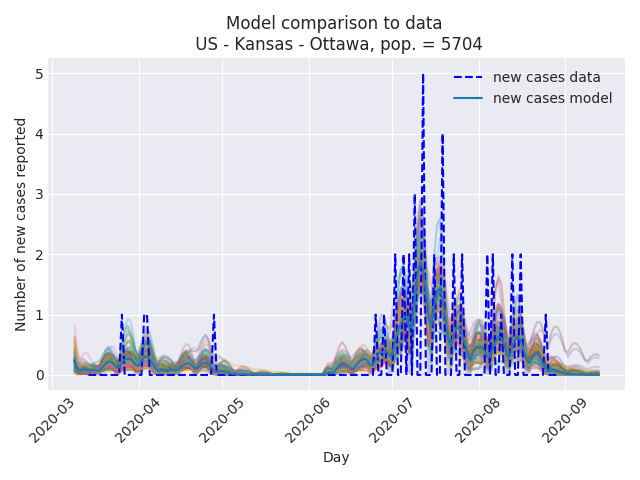 Model comparison to data
US - Kansas - Ottawa, pop. = 5704
new cases data
new cases model
Number of new cases reported
5
4
3
2
1
0
2020-03
2020-04
2020-05
2020-06
2020-07
2020-08
2020-09
Day